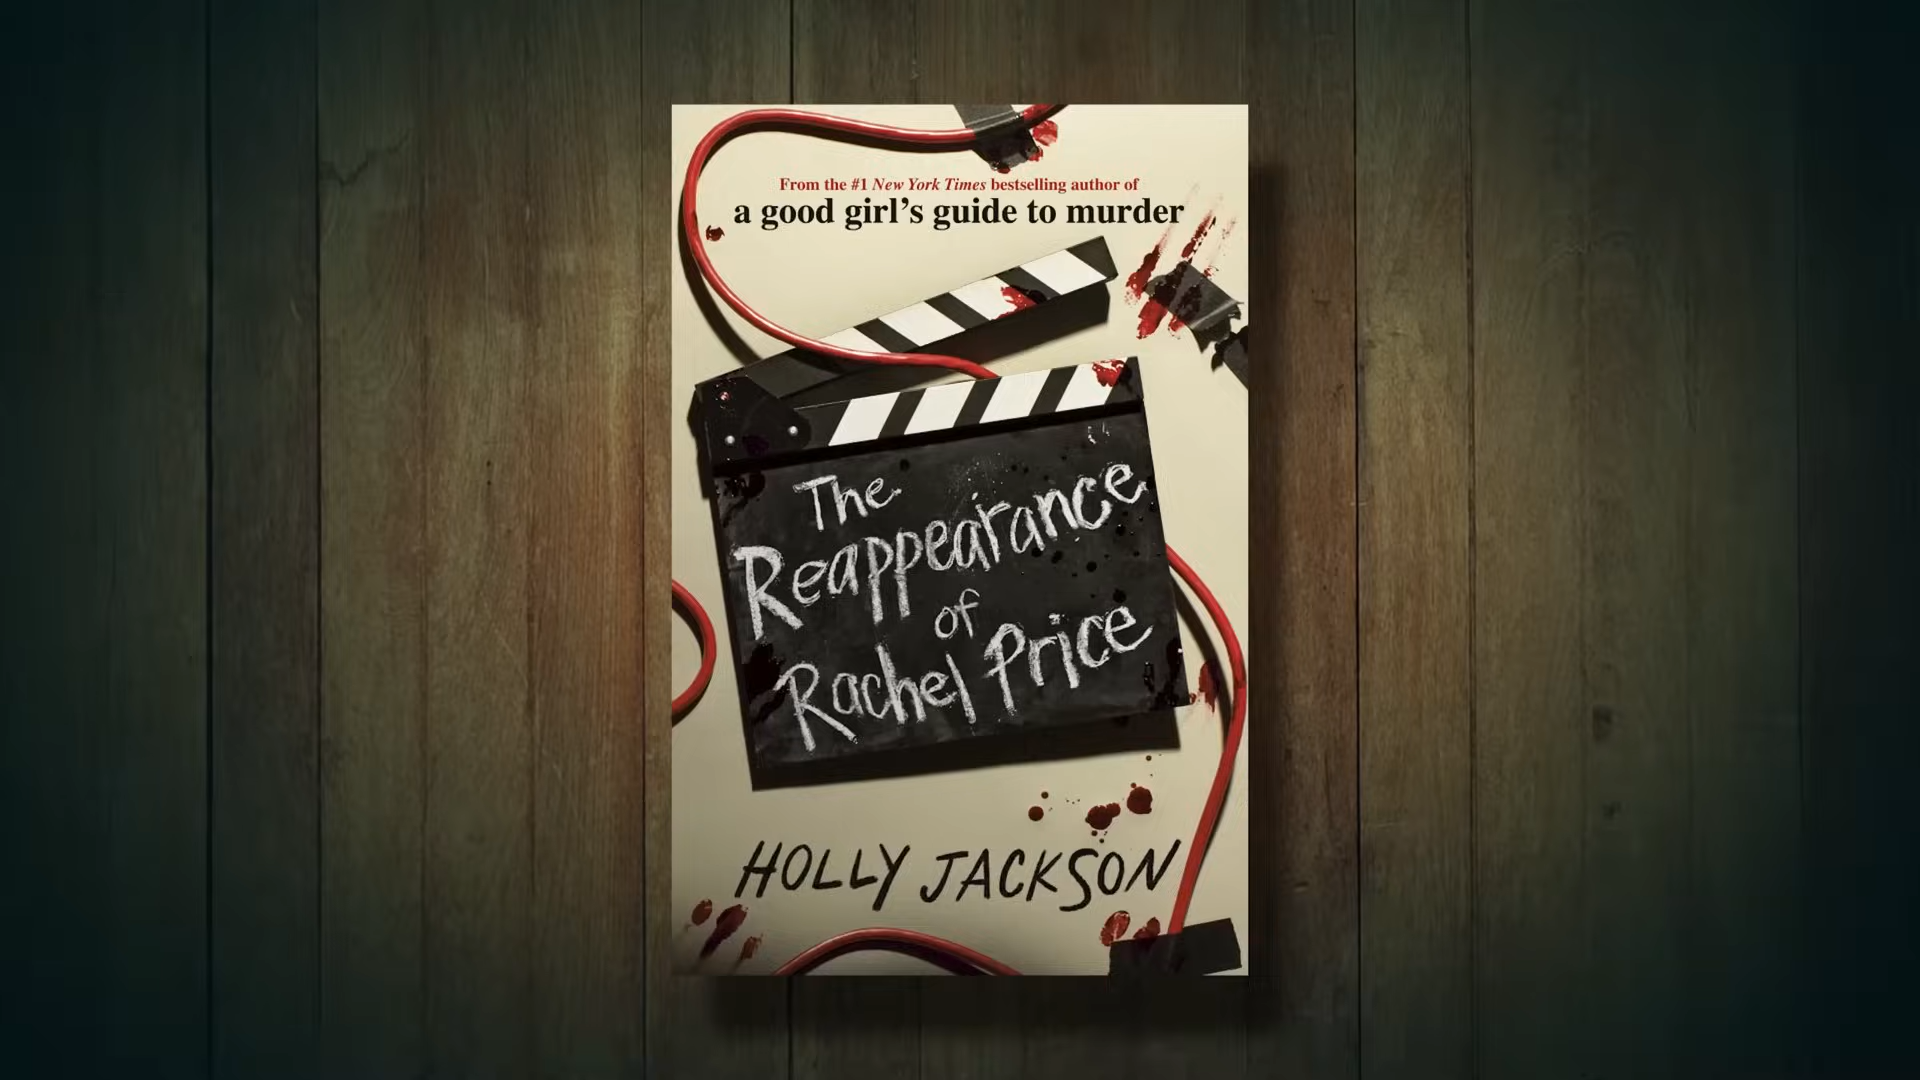 From the #1 New York Times bestselling author of
a good girl's guide to murder
The
Reappearance
of
Rachel Price
HOLLY JACKSON